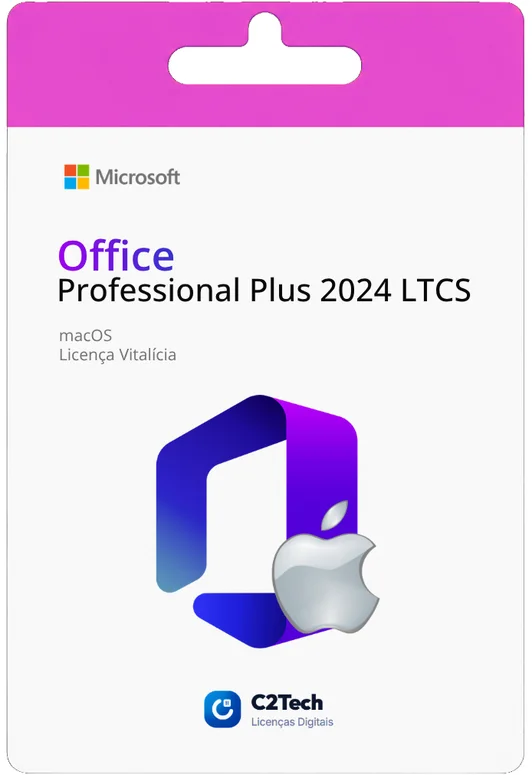 Microsoft
Office
Professional Plus 2024 LTCS
macOS
Licença Vitalícia
C2Tech
Licenças Digitais